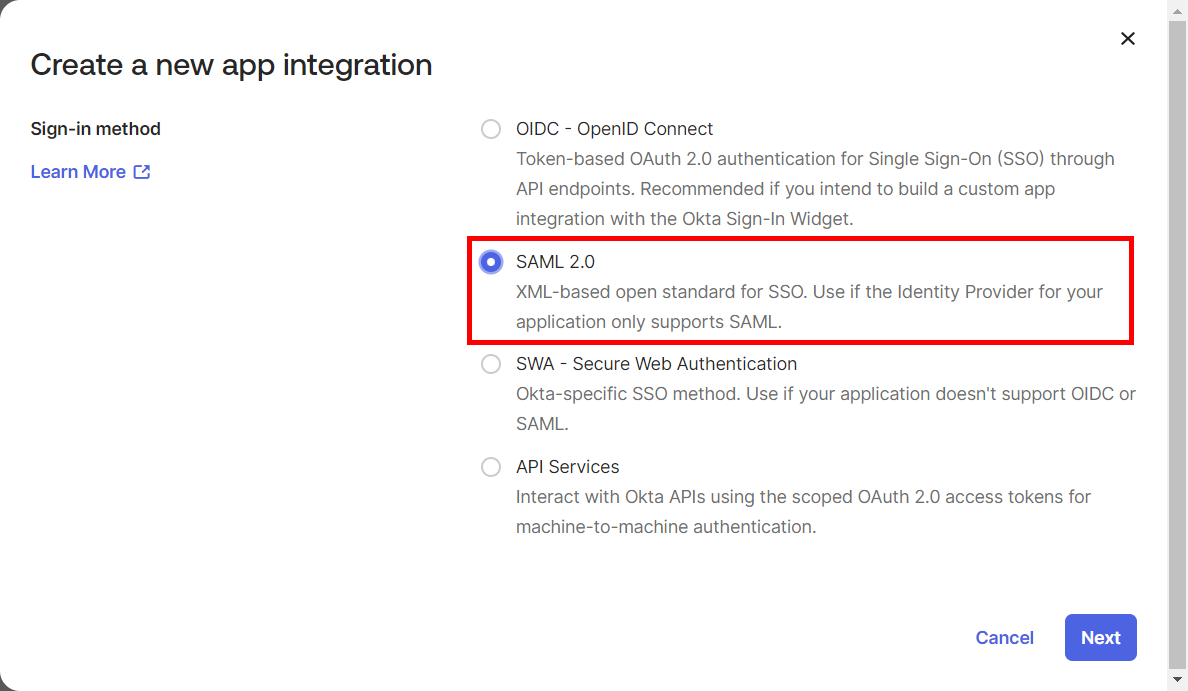 Create a new app integration
Sign-in method
Learn More
OIDC - OpenID Connect
Token-based OAuth 2.0 authentication for Single Sign-On (SSO) through
API endpoints. Recommended if you intend to build a custom app
integration with the Okta Sign-In Widget.
SAML 2.0
XML-based open standard for SSO. Use if the Identity Provider for your
application only supports SAML.
SWA - Secure Web Authentication
Okta-specific SSO method. Use if your application doesn't support OIDC or
SAML.
API Services
Interact with Okta APIs using the scoped OAuth 2.0 access tokens for
machine-to-machine authentication.
Cancel
Next